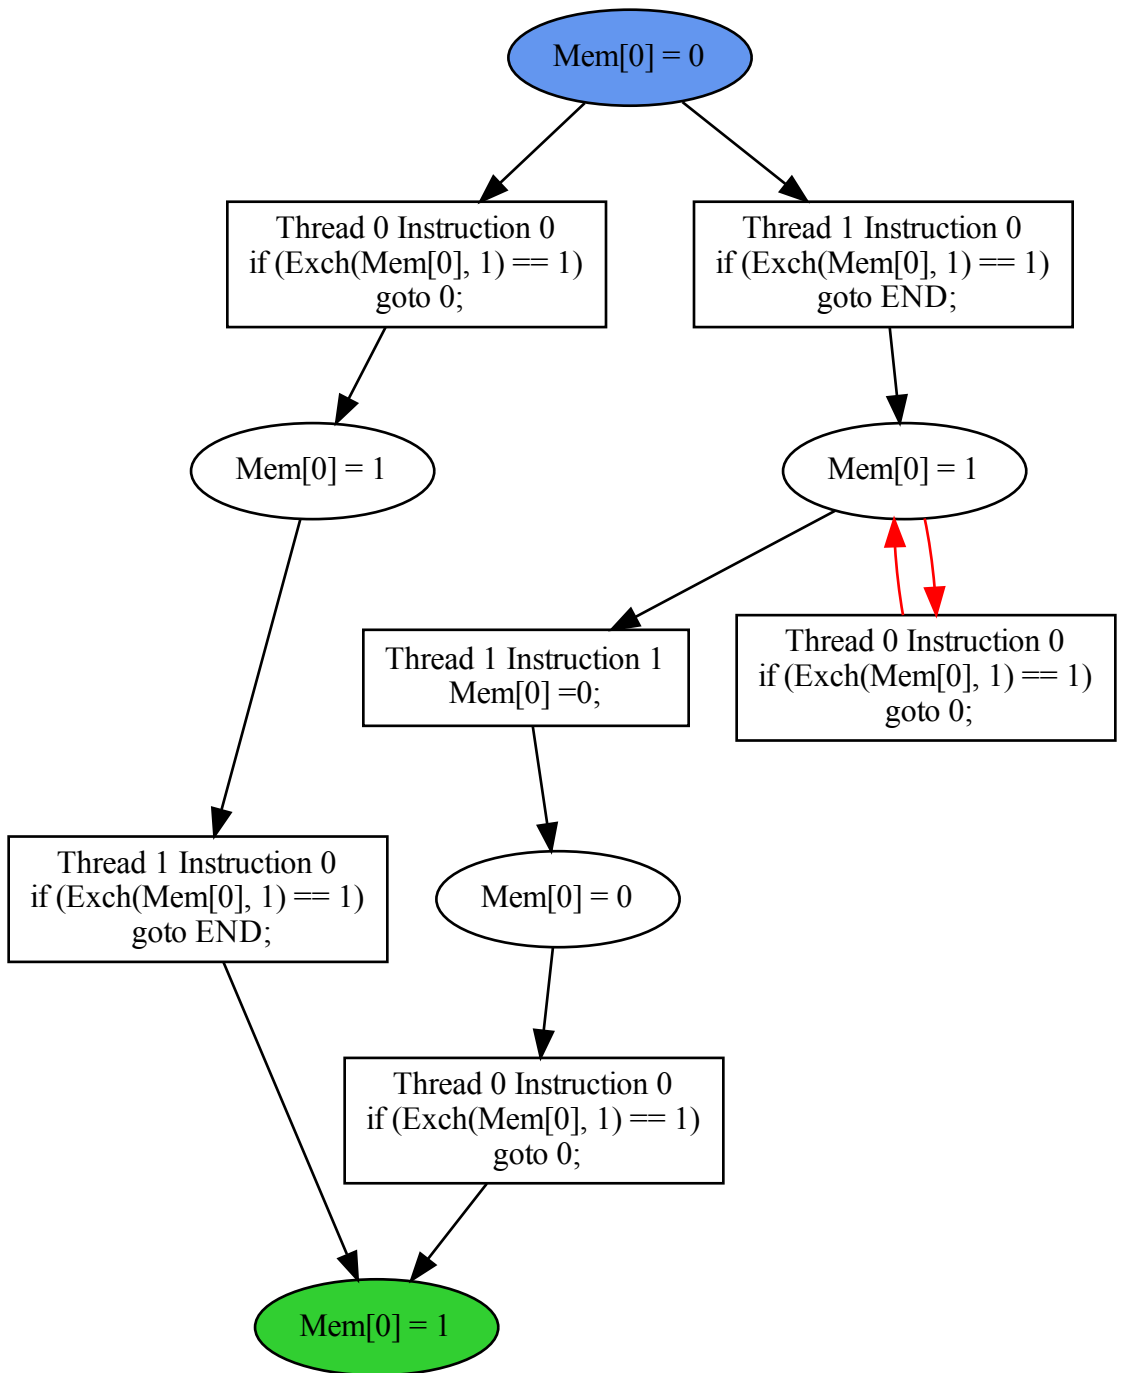 Mem[0] = 0
Thread 0 Instruction 0
if (Exch(Mem[0], 1) == 1)
goto 0;
Thread 1 Instruction 0
if (Exch(Mem[0], 1) == 1)
goto END;
Mem[0] = 1
Mem[0] = 1
Thread 1 Instruction 1
Mem[0] =0;
Thread 0 Instruction 0
if (Exch(Mem[0], 1) == 1)
goto 0;
Thread 1 Instruction 0
if (Exch(Mem[0], 1) == 1)
goto END;
Mem[0] = 0
Thread 0 Instruction 0
if (Exch(Mem[0], 1) == 1)
goto 0;
Mem[0] = 1